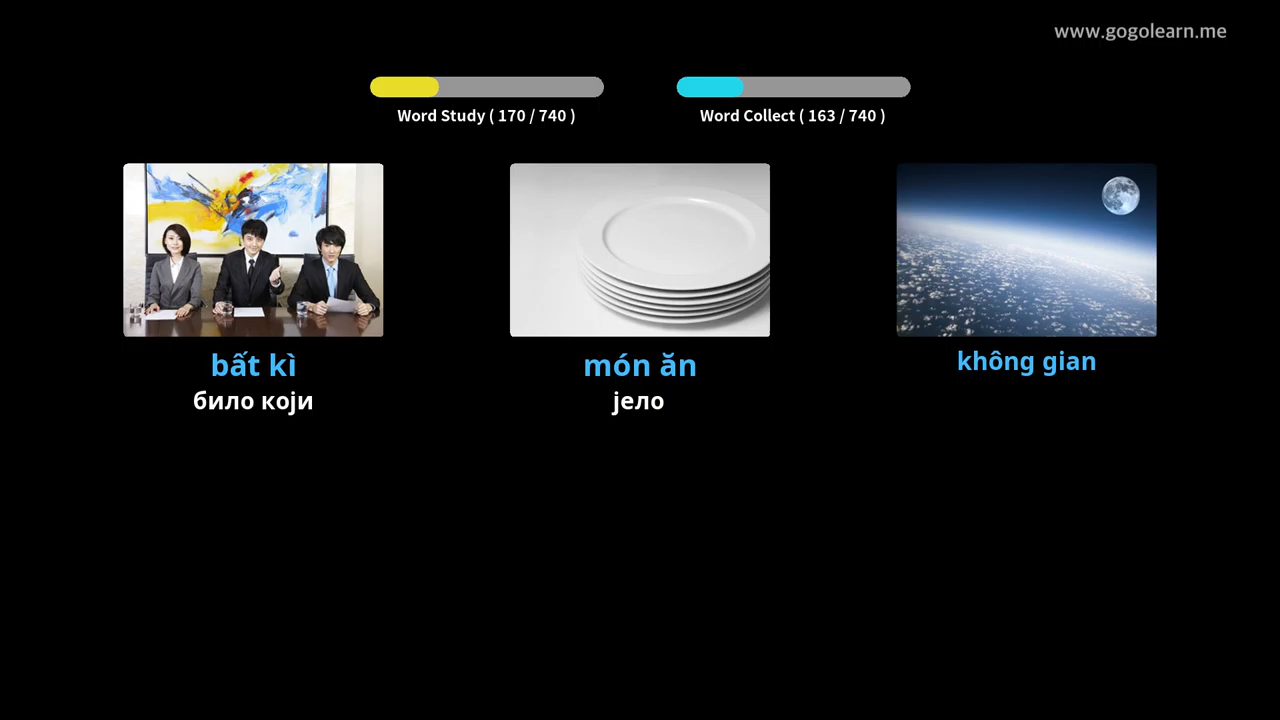 www.gogolearn.me
Word Study ( 170 / 740 )
Word Collect ( 163 / 740 )
bất kì
món ăn
không gian
било који
јело